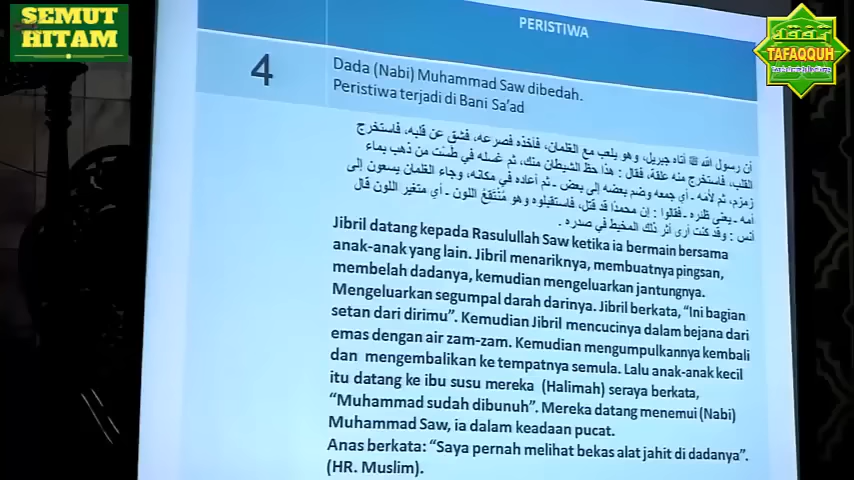 SEMUT
HITAM
TAFAQQUH
PERISTIWA
4
Dada (Nabi) Muhammad Saw dibedah.
Peristiwa terjadi di Bani Sa'ad
أن رسول الله ﷺ أتاه جبريل، وهو يلعب مع الغلمان، فأخذه فصرعه، فشق عن قلبه، فاستخرج
القلب، فاستخرج منه علقة، فقال : هذا حظ الشيطان منك، ثم غسله في طست من ذهب بماء
زمزم، ثم لأمه - أي جمعه وضم بعضه إلى بعض - ثم أعاده في مكانه، وجاء الغلمان يسعون إلى
أمه - يعني ظئره - فقالوا : إن محمدًا قد قتل، فاستقبلوه وهو مُنْتَقِعُ اللون - أي متغير اللون قال
أنس : وقد كنت أرى أثر ذلك المخيط في صدره .
Jibril datang kepada Rasulullah Saw ketika ia bermain bersama
anak-anak yang lain. Jibril menariknya, membuatnya pingsan,
membelah dadanya, kemudian mengeluarkan jantungnya.
Mengeluarkan segumpal darah darinya. Jibril berkata, "Ini bagian
setan dari dirimu". Kemudian Jibril mencucinya dalam bejana dari
emas dengan air zam-zam. Kemudian mengumpulkannya kembali
dan mengembalikan ke tempatnya semula. Lalu anak-anak kecil
itu datang ke ibu susu mereka (Halimah) seraya berkata,
"Muhammad sudah dibunuh". Mereka datang menemui (Nabi)
Muhammad Saw, ia dalam keadaan pucat.
Anas berkata: "Saya pernah melihat bekas alat jahit di dadanya".
(HR. Muslim).